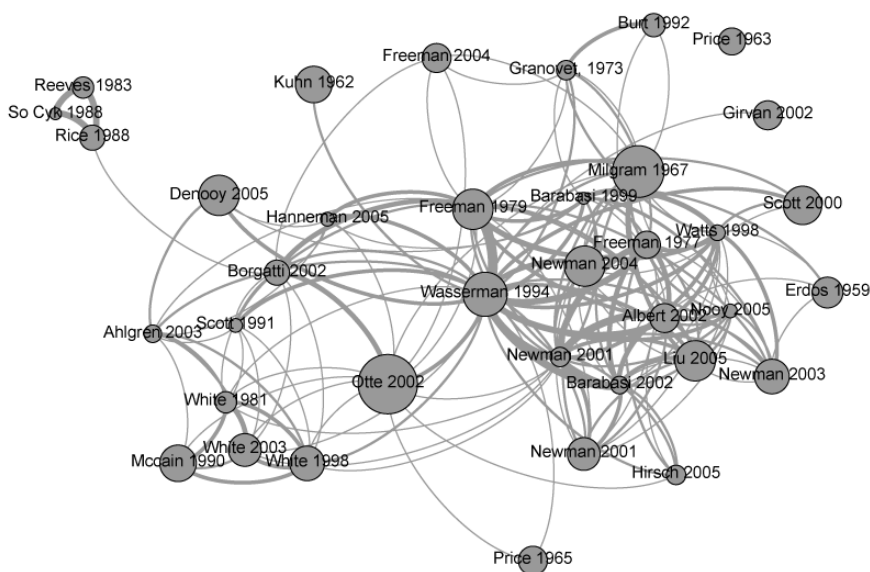 Burt 1992
Price 1963
Freeman 2004
Granovet, 1973
Reeves 1983
Kuhn 1962
So Cyk 1988
Girvan 2002
Rice 1988
Milgram 1967
Denooy 2005
Barabasi 1999
Scott 2000
Freeman 1979
Hanneman 2005
Watts 1998
Freeman 1977
Newman 2004
Borgatti 2002
Wasserman 1994
Erdos 1959
Nooy 2005
Albert 2002
Scott 1991
Ahlgren 2003
Newman 2001
Liu 2005
Newman 2003
Otte 2002
Barabasi 2002
White 1981
White 2003
Mccain 1990
White 1998
Newman 2001
Hirsch 2005
Price 1965